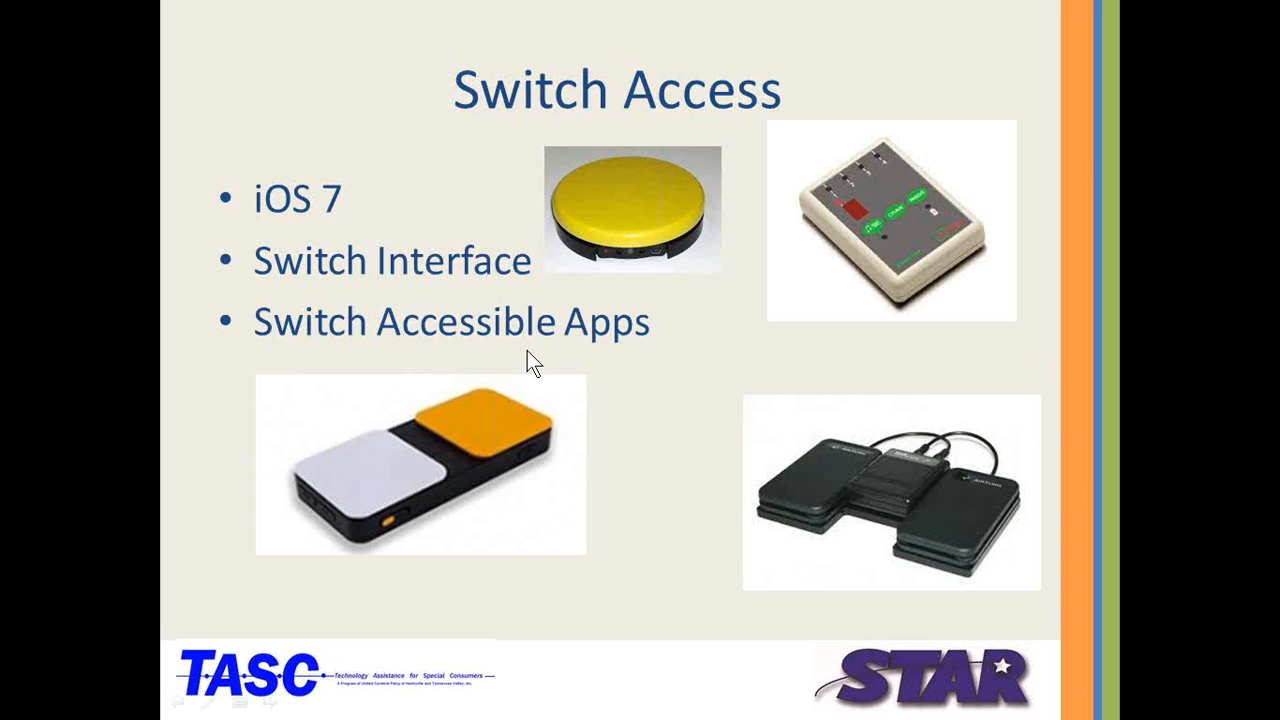 Switch Access
• iOS 7
• Switch Interface
• Switch Accessible Apps
TASC
Technology Assistance for Special Consumers
A Program of United Cerebral Palsy of Huntsville and Tennessee Valley, Inc.
STAR